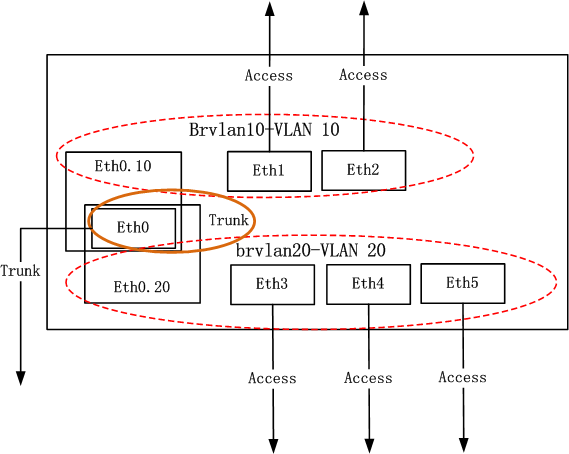 Access
Access
Brvlan10-VLAN 10
Eth0.10
Eth1
Eth2
Eth0
Trunk
brvlan20-VLAN 20
Trunk
Eth0.20
Eth3
Eth4
Eth5
Access
Access
Access